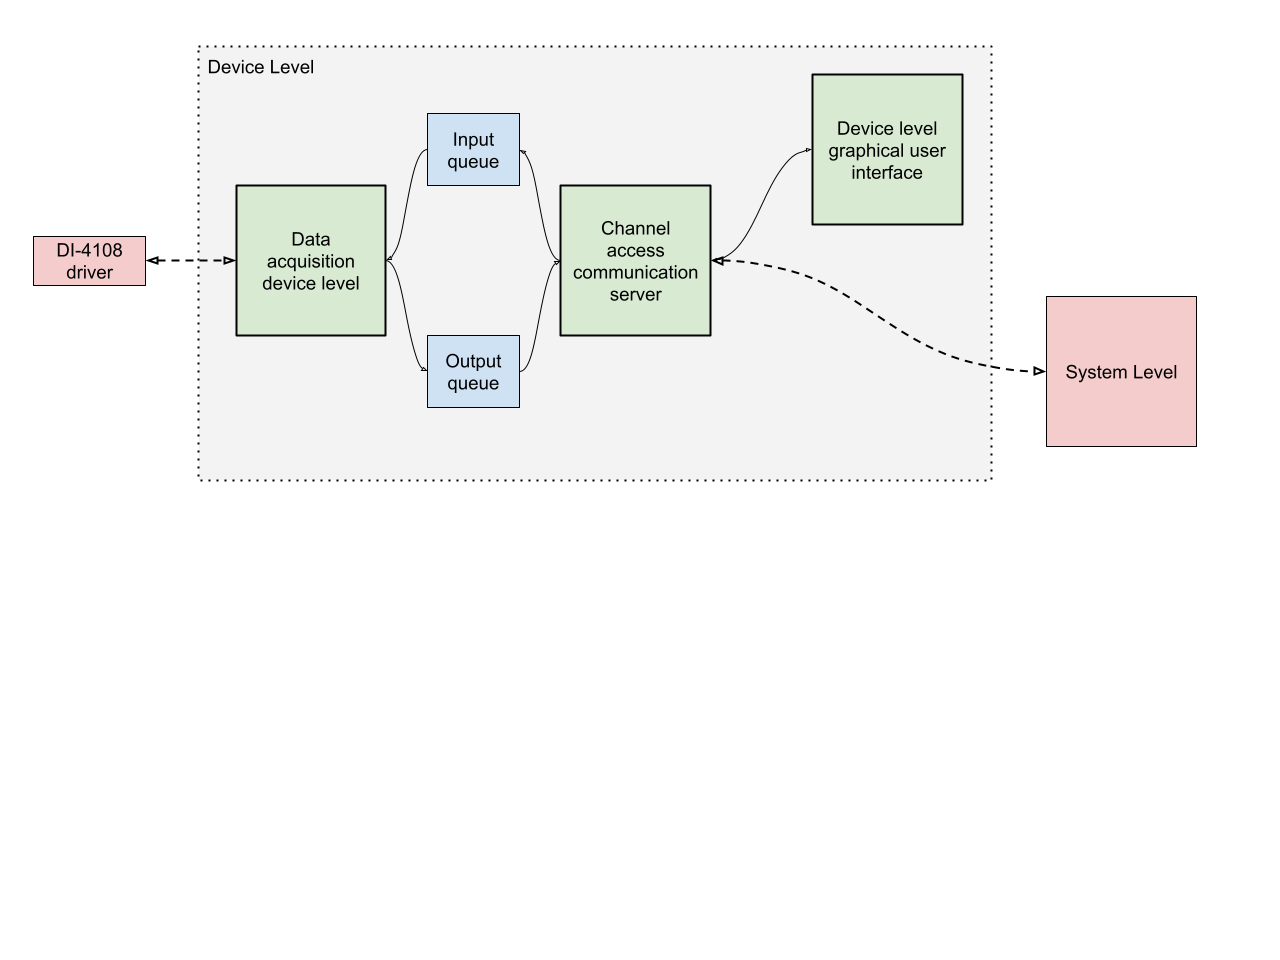 Device Level
Input
queue
Device level
graphical user
interface
DI-4108
driver
Data
acquisition
device level
Channel
access
communication
server
Output
queue
System Level